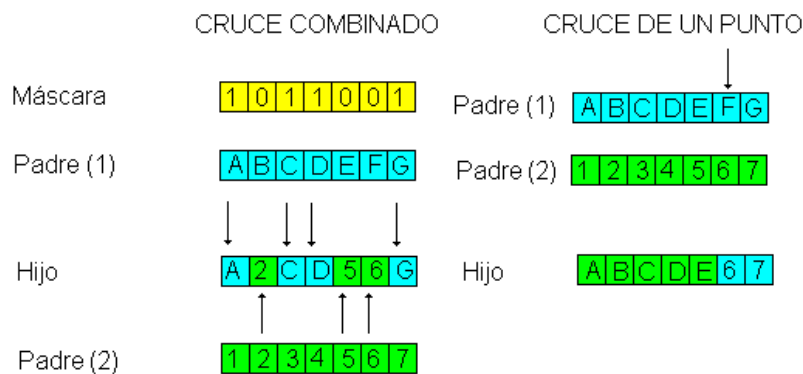 CRUCE COMBINADO
Máscara
1 0 1 1 0 0 1
Padre (1)
A B C D E F G
Hijo
A 2 C D 5 6 G
Padre (2)
1 2 3 4 5 6 7
CRUCE DE UN PUNTO
Padre (1)
A B C D E F G
Padre (2)
1 2 3 4 5 6 7
Hijo
A B C D E 6 7